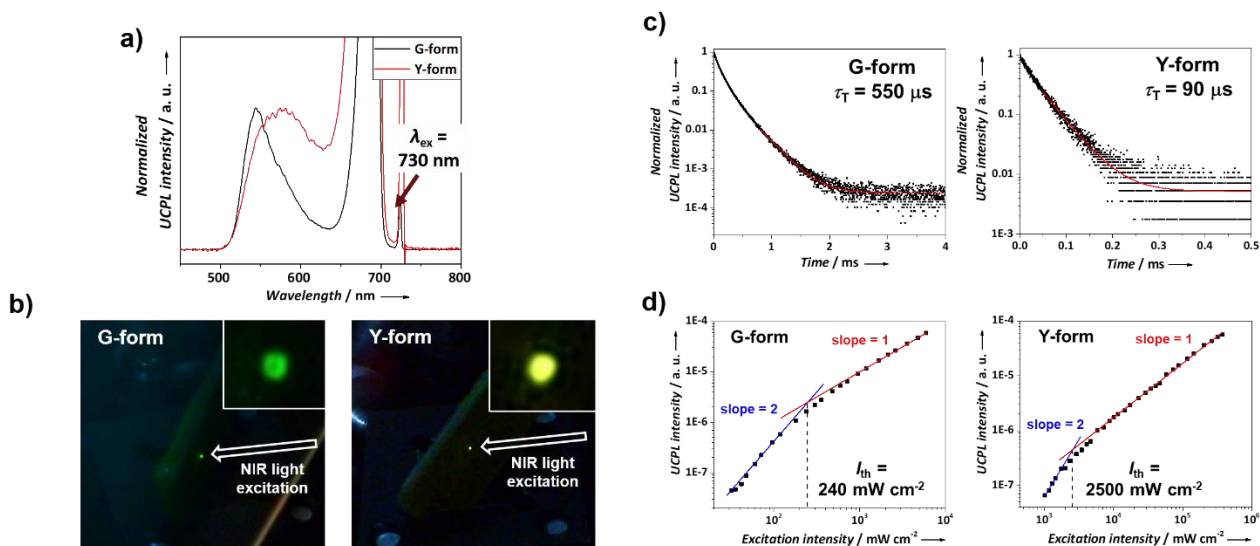 a)
G-form
Y-form
λex =
730 nm
Normalized
UCPL intensity / a. u.
500 600 700 800
Wavelength / nm
b)
G-form
NIR light
excitation
Y-form
NIR light
excitation
c)
G-form
τT = 550 μs
1
0.1
0.01
1E-3
1E-4
Normalized
UCPL intensity / a. u.
0 1 2 3 4
Time / ms
Y-form
τT = 90 μs
1
0.1
0.01
1E-3
Normalized
UCPL intensity / a. u.
0.0 0.1 0.2 0.3 0.4 0.5
Time / ms
d)
G-form
slope = 1
slope = 2
Ith =
240 mW cm-2
1E-4
1E-5
1E-6
1E-7
UCPL intensity / a. u.
10² 10³ 10⁴
Excitation intensity / mW cm-2
Y-form
slope = 1
slope = 2
Ith =
2500 mW cm-2
1E-4
1E-5
1E-6
1E-7
UCPL intensity / a. u.
10³ 10⁴ 10⁵ 10⁶
Excitation intensity / mW cm-2